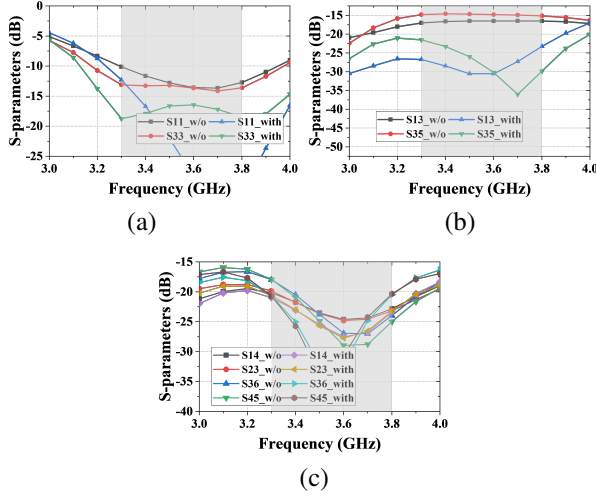 0
-5
-10
-15
-20
-25
S-parameters (dB)
S11_w/o S11_with
S33_w/o S33_with
3.0 3.2 3.4 3.6 3.8 4.0
Frequency (GHz)
(a)
-15
-20
-25
-30
-35
-40
-45
-50
S-parameters (dB)
S13_w/o S13_with
S35_w/o S35_with
3.0 3.2 3.4 3.6 3.8 4.0
Frequency (GHz)
(b)
-15
-20
-25
-30
-35
-40
S-parameters (dB)
S14_w/o S14_with
S23_w/o S23_with
S36_w/o S36_with
S45_w/o S45_with
3.0 3.2 3.4 3.6 3.8 4.0
Frequency (GHz)
(c)